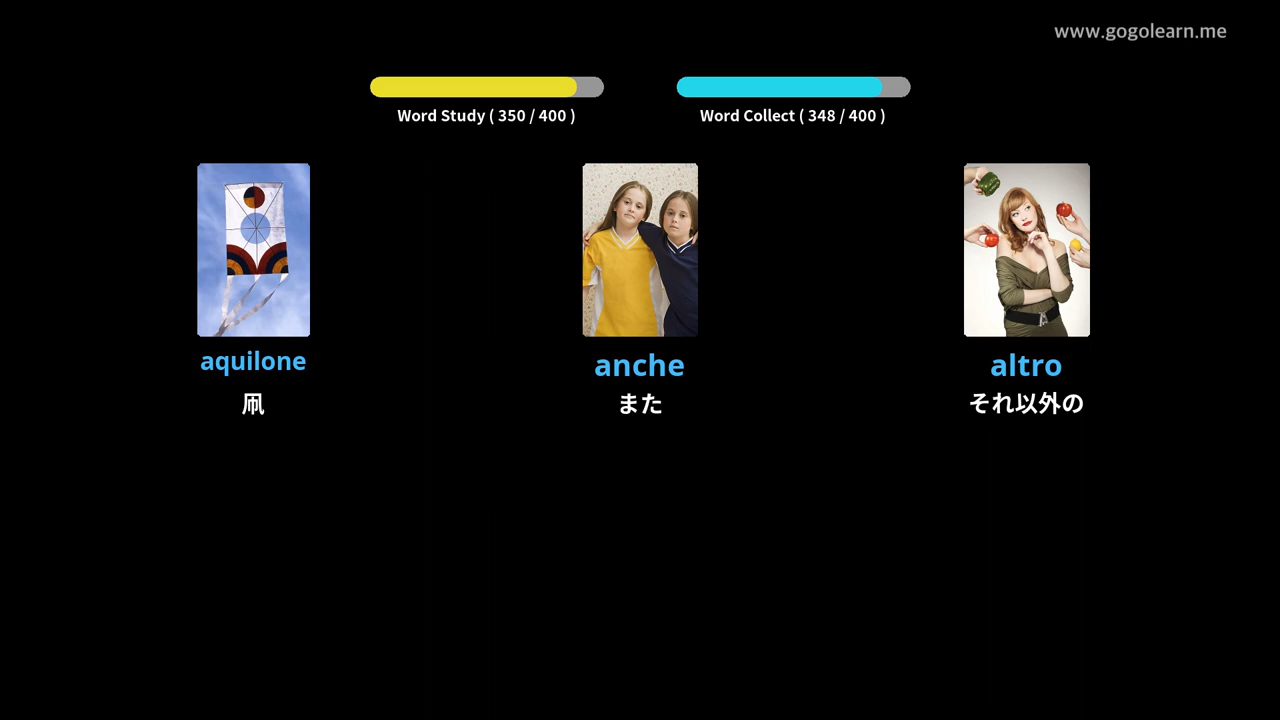 www.gogolearn.me
Word Study ( 350 / 400 )
Word Collect ( 348 / 400 )
aquilone
凧
anche
また
altro
それ以外の